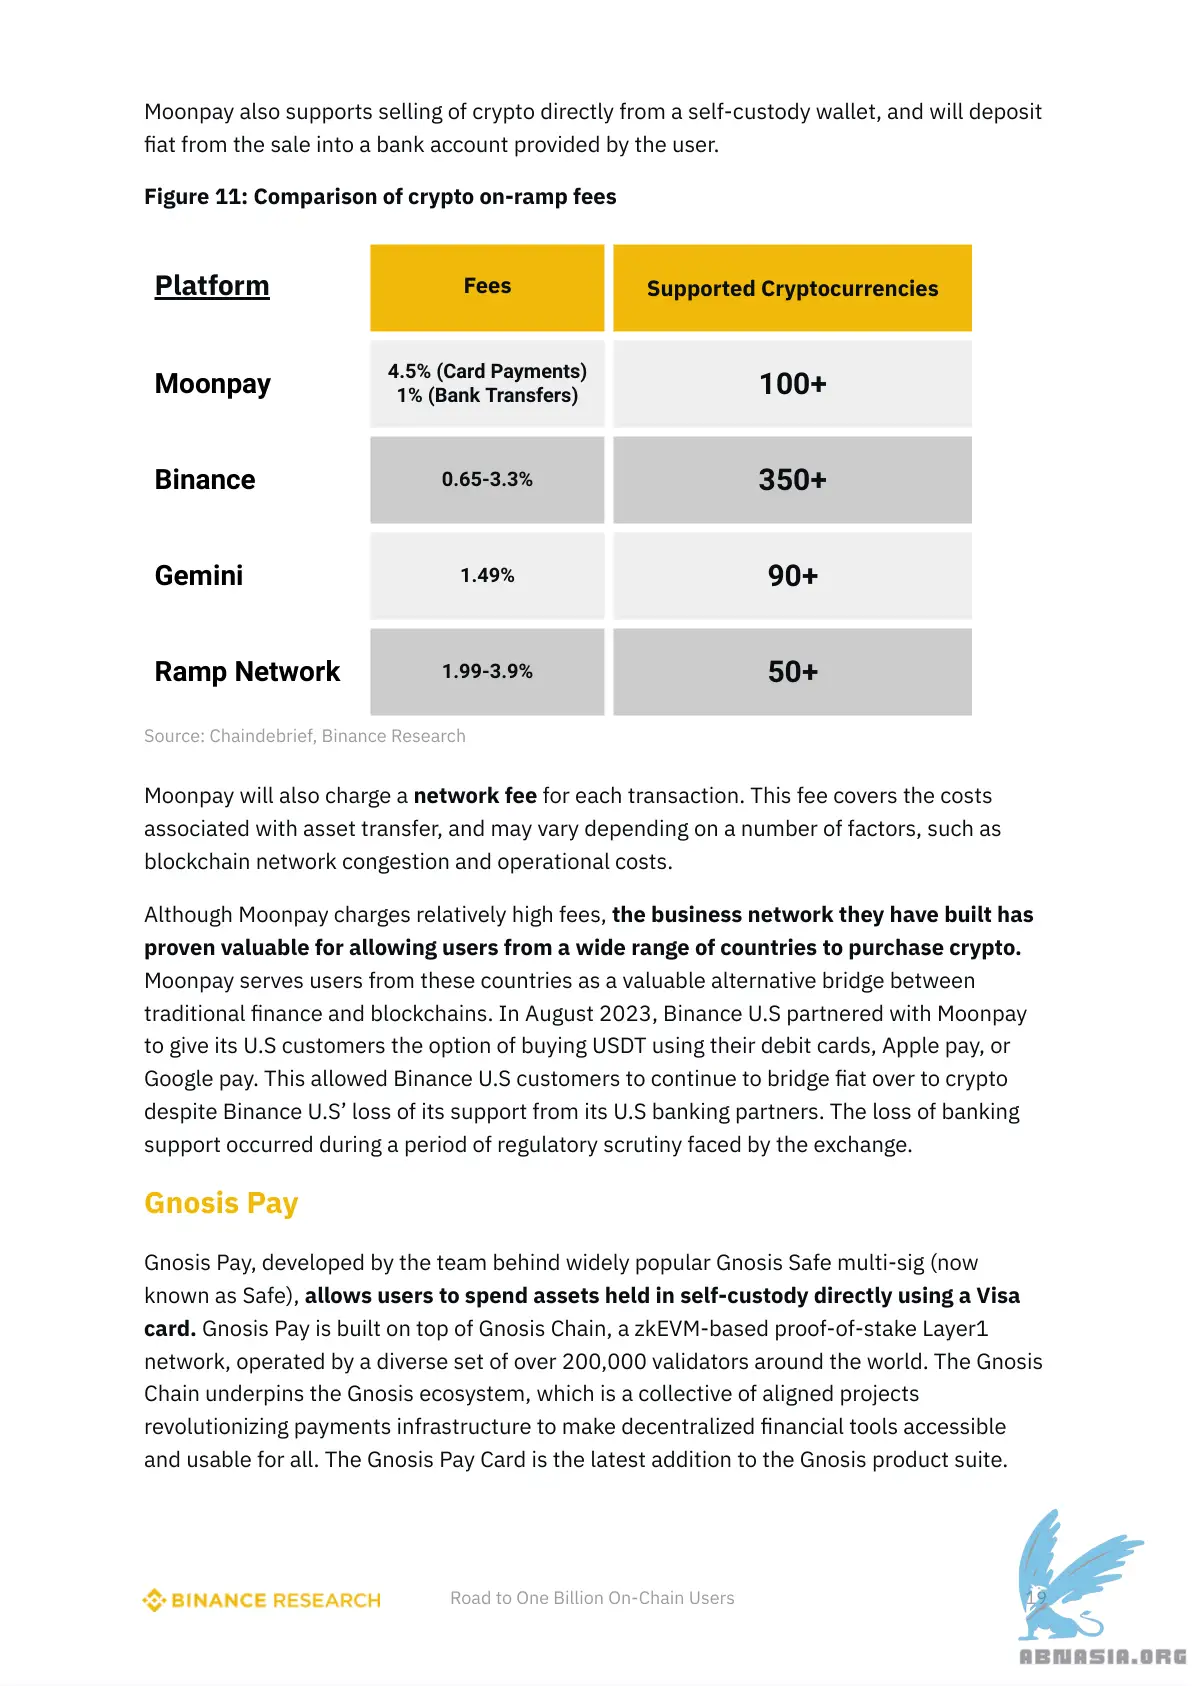 Moonpay also supports selling of crypto directly from a self-custody wallet, and will deposit
fiat from the sale into a bank account provided by the user.
Figure 11: Comparison of crypto on-ramp fees
Platform
Fees
Supported Cryptocurrencies
Moonpay
4.5% (Card Payments)
1% (Bank Transfers)
100+
Binance
0.65-3.3%
350+
Gemini
1.49%
90+
Ramp Network
1.99-3.9%
50+
Source: Chaindebrief, Binance Research
Moonpay will also charge a network fee for each transaction. This fee covers the costs
associated with asset transfer, and may vary depending on a number of factors, such as
blockchain network congestion and operational costs.
Although Moonpay charges relatively high fees, the business network they have built has
proven valuable for allowing users from a wide range of countries to purchase crypto.
Moonpay serves users from these countries as a valuable alternative bridge between
traditional finance and blockchains. In August 2023, Binance U.S partnered with Moonpay
to give its U.S customers the option of buying USDT using their debit cards, Apple pay, or
Google pay. This allowed Binance U.S customers to continue to bridge fiat over to crypto
despite Binance U.S’ loss of its support from its U.S banking partners. The loss of banking
support occurred during a period of regulatory scrutiny faced by the exchange.
Gnosis Pay
Gnosis Pay, developed by the team behind widely popular Gnosis Safe multi-sig (now
known as Safe), allows users to spend assets held in self-custody directly using a Visa
card. Gnosis Pay is built on top of Gnosis Chain, a zkEVM-based proof-of-stake Layer1
network, operated by a diverse set of over 200,000 validators around the world. The Gnosis
Chain underpins the Gnosis ecosystem, which is a collective of aligned projects
revolutionizing payments infrastructure to make decentralized financial tools accessible
and usable for all. The Gnosis Pay Card is the latest addition to the Gnosis product suite.
BINANCE RESEARCH
Road to One Billion On-Chain Users
19
ABNASIA.ORG